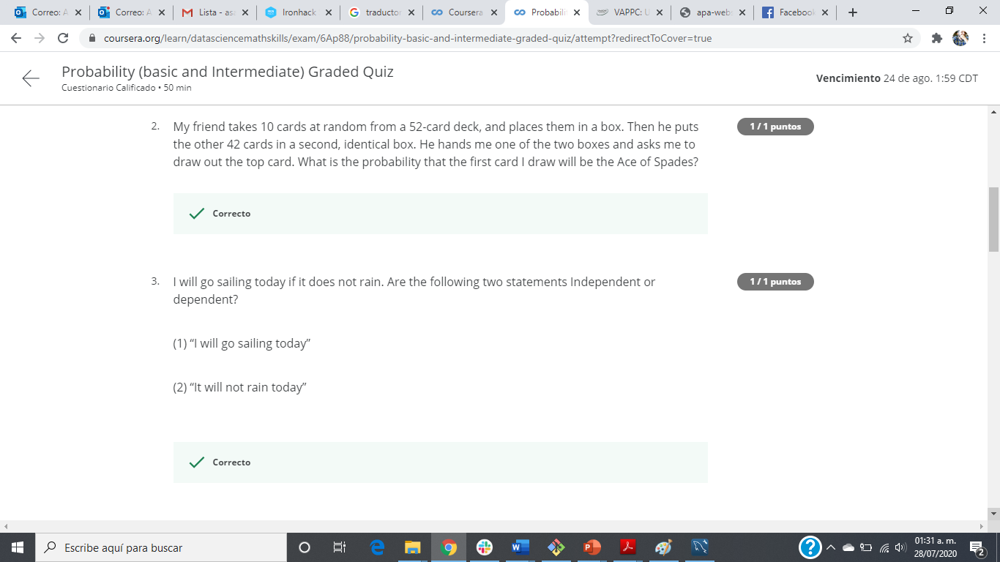 Correo: A
Correo: A
Lista - asa
Ironhack
traductor
Coursera
Probabili
VAPPC: U
apa-web
Facebook
coursera.org/learn/datasciencemathskills/exam/6Ap88/probability-basic-and-intermediate-graded-quiz/attempt?redirectToCover=true
Probability (basic and Intermediate) Graded Quiz
Cuestionario Calificado • 50 min
Vencimiento 24 de ago. 1:59 CDT
2. My friend takes 10 cards at random from a 52-card deck, and places them in a box. Then he puts
the other 42 cards in a second, identical box. He hands me one of the two boxes and asks me to
draw out the top card. What is the probability that the first card I draw will be the Ace of Spades?
1 / 1 puntos
Correcto
3. I will go sailing today if it does not rain. Are the following two statements Independent or
dependent?
1 / 1 puntos
(1) “I will go sailing today”
(2) “It will not rain today”
Correcto
Escribe aquí para buscar
01:31 a. m.
28/07/2020
2